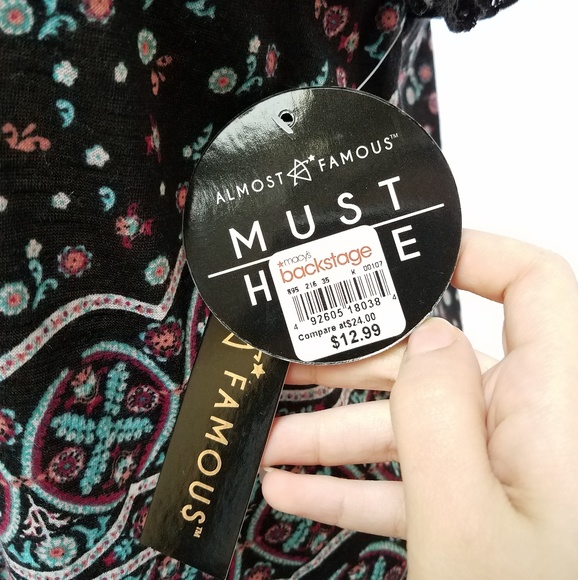 ALMOST FAMOUS™
MUST
H E
macy's
backstage
895 216 35 K 00107
4 92605 18038 4
Compare at $24.00
$12.99
FAMOUS™